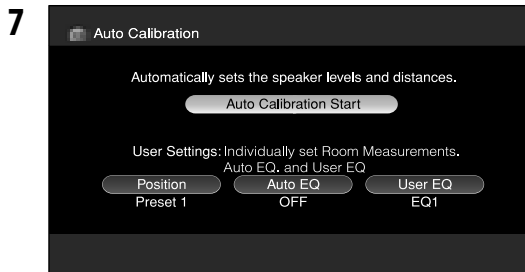 7
Auto Calibration
Automatically sets the speaker levels and distances.
Auto Calibration Start
User Settings: Individually set Room Measurements.
Auto EQ. and User EQ
Position Auto EQ User EQ
Preset 1 OFF EQ1